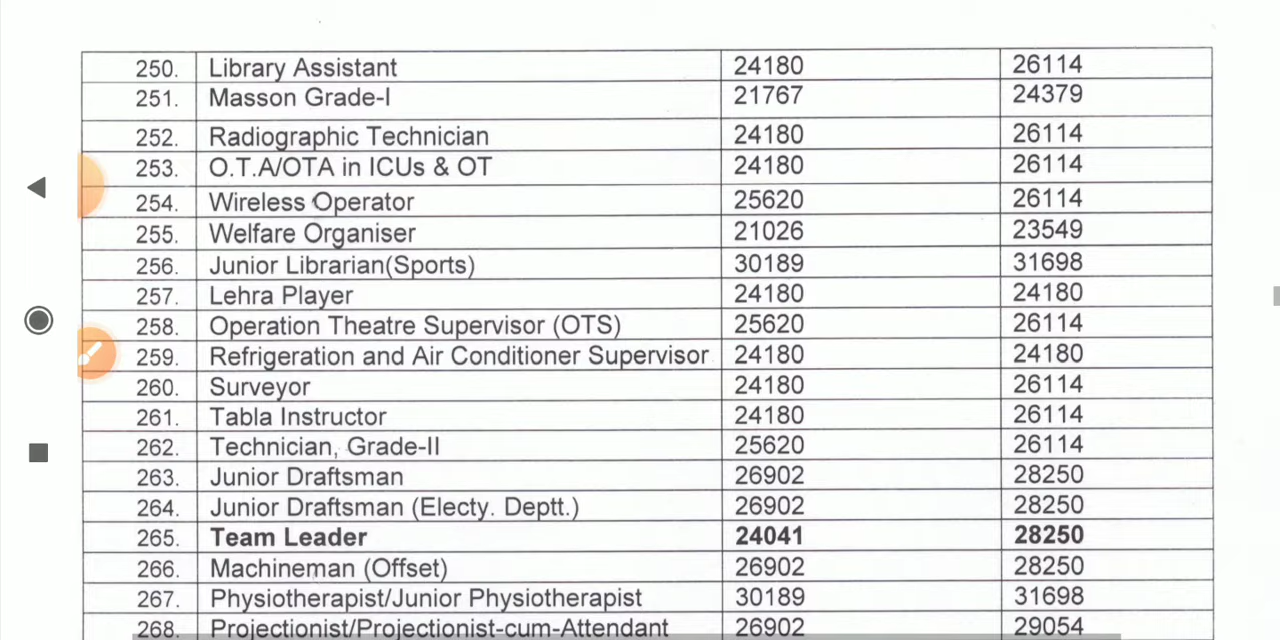 250. Library Assistant 24180 26114
251. Masson Grade-I 21767 24379
252. Radiographic Technician 24180 26114
253. O.T.A/OTA in ICUs & OT 24180 26114
254. Wireless Operator 25620 26114
255. Welfare Organiser 21026 23549
256. Junior Librarian(Sports) 30189 31698
257. Lehra Player 24180 24180
258. Operation Theatre Supervisor (OTS) 25620 26114
259. Refrigeration and Air Conditioner Supervisor 24180 24180
260. Surveyor 24180 26114
261. Tabla Instructor 24180 26114
262. Technician, Grade-II 25620 26114
263. Junior Draftsman 26902 28250
264. Junior Draftsman (Electy. Deptt.) 26902 28250
265. Team Leader 24041 28250
266. Machineman (Offset) 26902 28250
267. Physiotherapist/Junior Physiotherapist 30189 31698
268. Projectionist/Projectionist-cum-Attendant 26902 29054